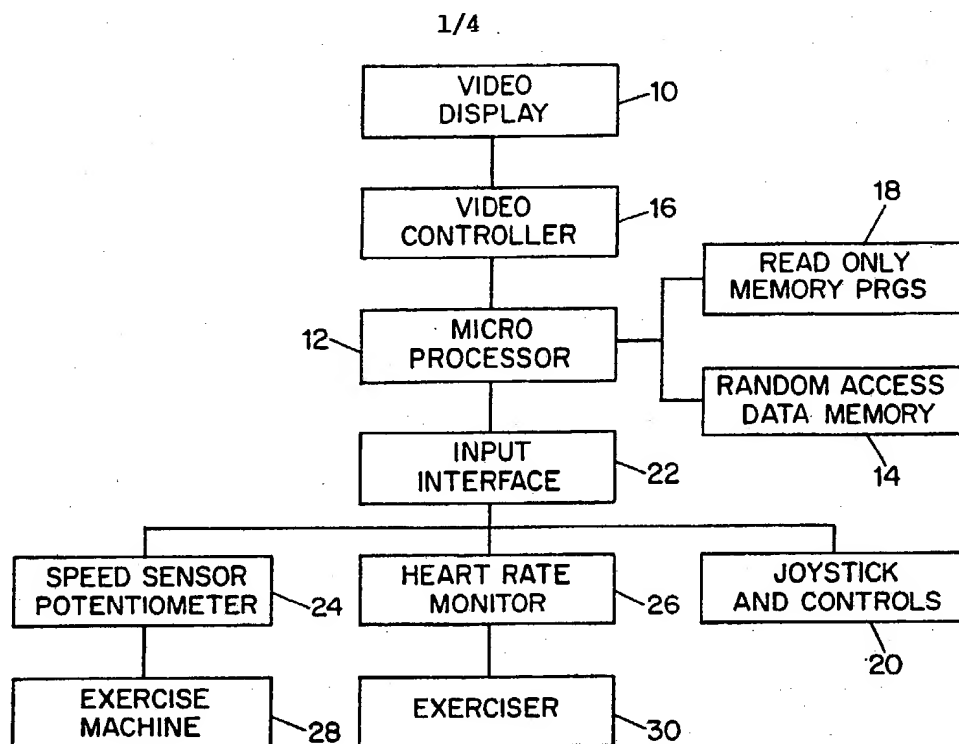 1/4
VIDEO
DISPLAY
10
VIDEO
CONTROLLER
16
18
READ ONLY
MEMORY PRGS
12
MICRO
PROCESSOR
RANDOM ACCESS
DATA MEMORY
14
INPUT
INTERFACE
22
SPEED SENSOR
POTENTIOMETER
24
HEART RATE
MONITOR
26
JOYSTICK
AND CONTROLS
20
EXERCISE
MACHINE
28
EXERCISER
30